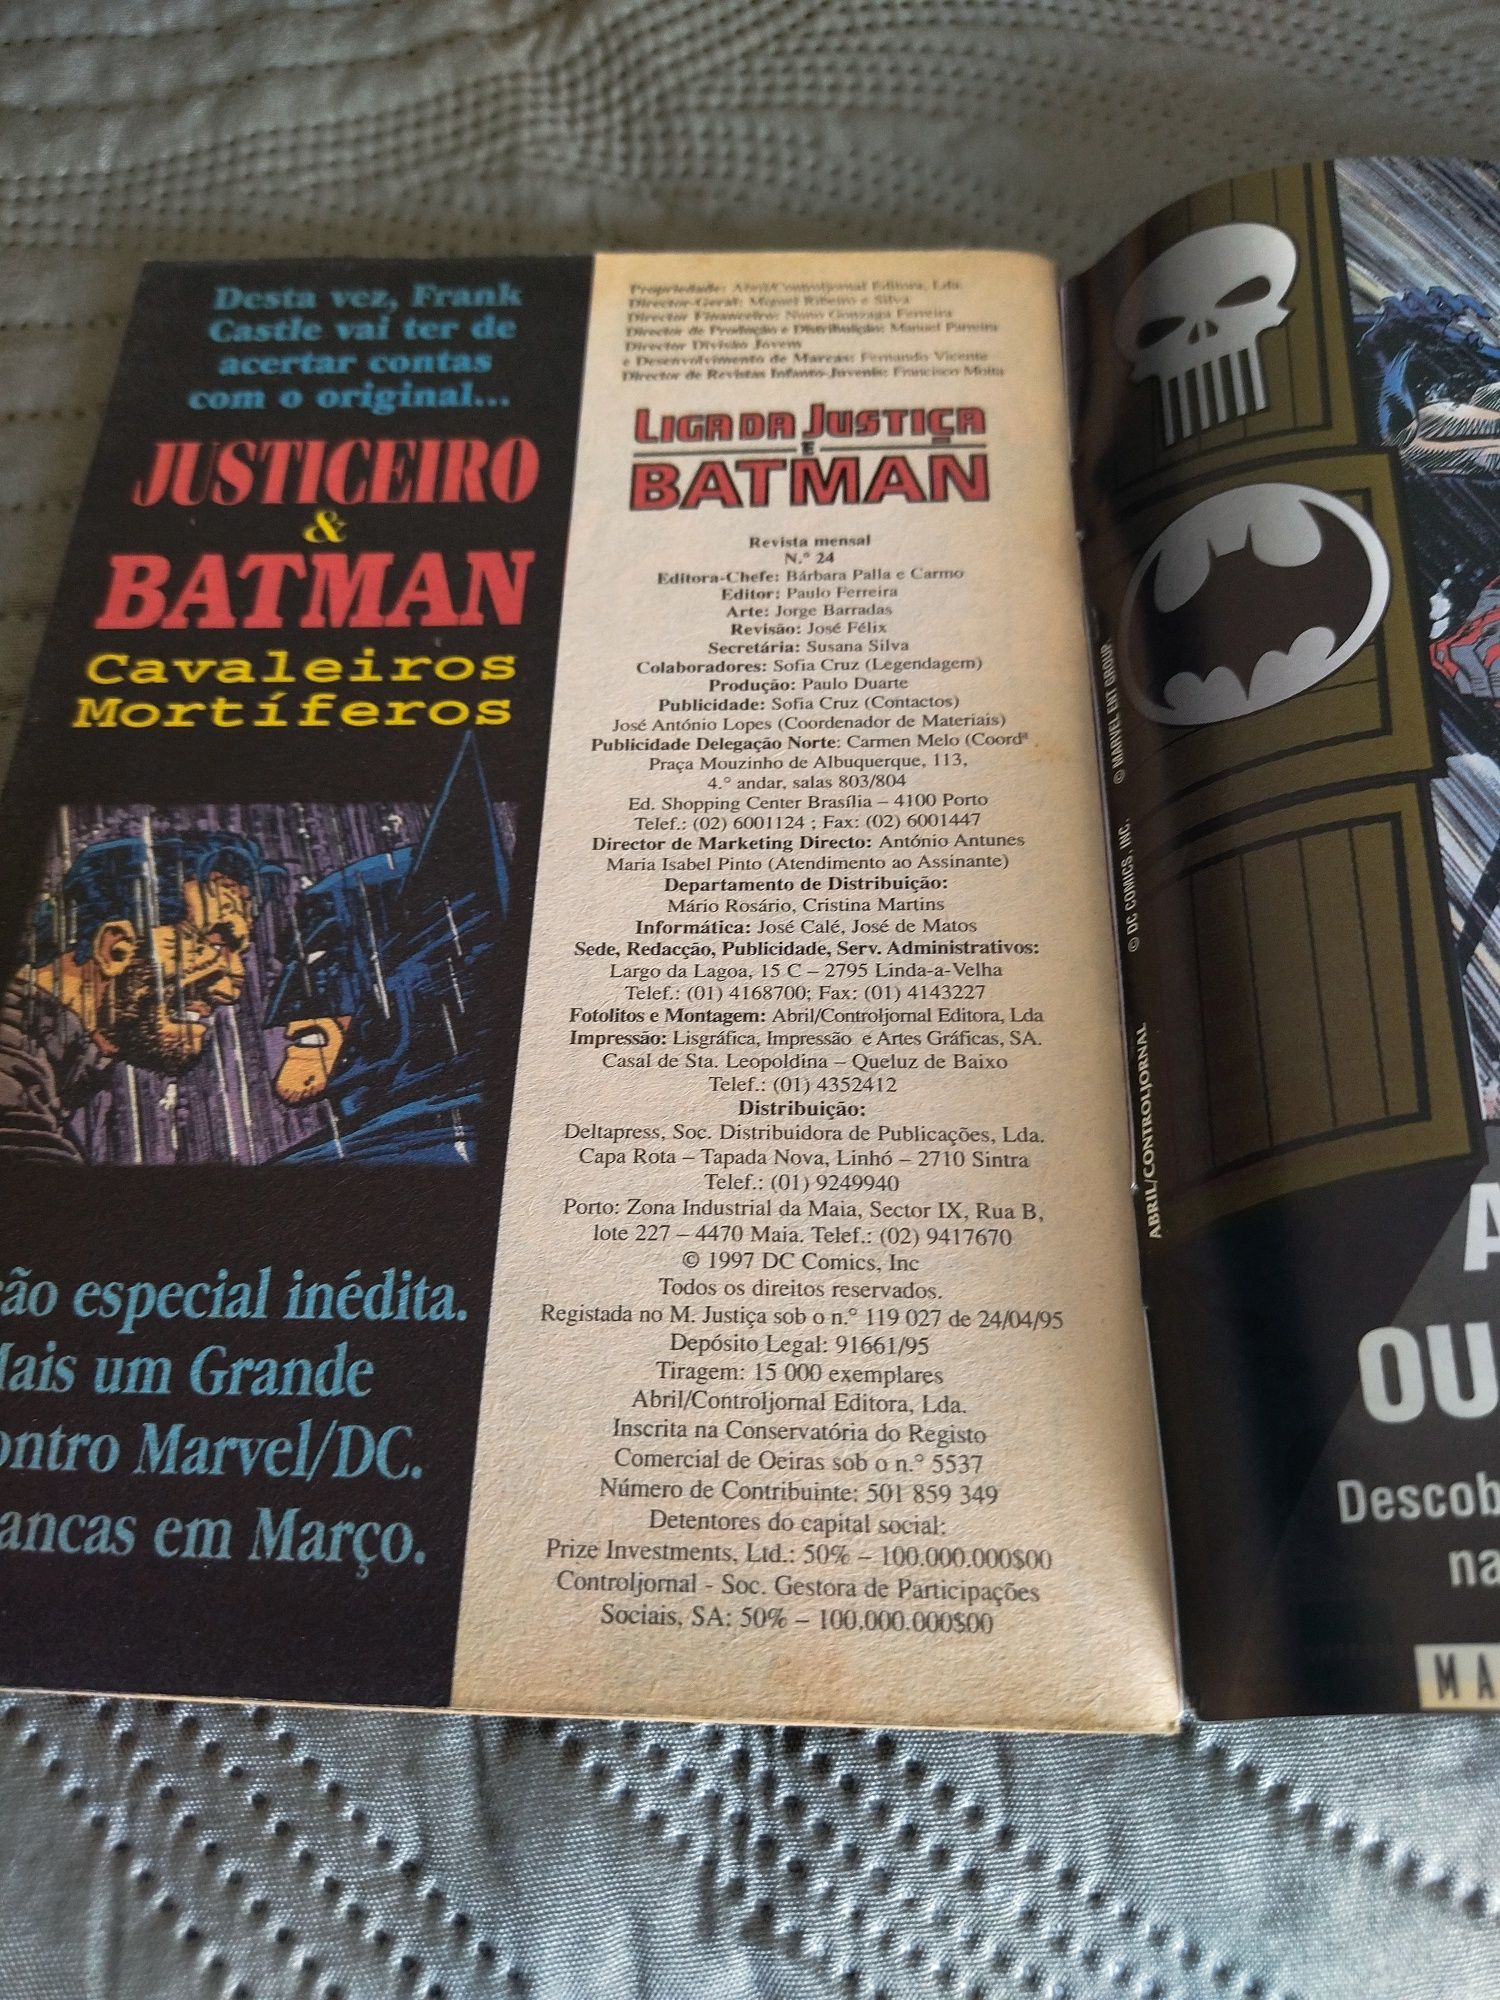 Desta vez, Frank
Castle vai ter de
acertar contas
com o original...
JUSTICEIRO
&
BATMAN
Cavaleiros
Mortíferos
especial inédita.
um Grande
Marvel/DC.
em Março.
Propriedade: Abril/Controljornal Editora, Lda.
Director-Geral: Miguel Ribeiro e Silva
Director Financeiro: Nuno Gonzaga Ferreira
Director de Produção e Distribuição: Manuel Parreira
Director Divisão Jovem
e Desenvolvimento de Marcas: Fernando Vicente
Director de Revistas Infanto-Juvenis: Francisco Moita
LIGA DA JUSTIÇA
E
BATMAN
Revista mensal
N.º 24
Editora-Chefe: Bárbara Palla e Carmo
Editor: Paulo Ferreira
Arte: Jorge Barradas
Revisão: José Félix
Secretária: Susana Silva
Colaboradores: Sofia Cruz (Legendagem)
Produção: Paulo Duarte
Publicidade: Sofia Cruz (Contactos)
José António Lopes (Coordenador de Materiais)
Publicidade Delegação Norte: Carmen Melo (Coordª.
Praça Mouzinho de Albuquerque, 113,
4.º andar, salas 803/804
Ed. Shopping Center Brasília – 4100 Porto
Telef.: (02) 6001124 ; Fax: (02) 6001447
Director de Marketing Directo: António Antunes
Maria Isabel Pinto (Atendimento ao Assinante)
Departamento de Distribuição:
Mário Rosário, Cristina Martins
Informática: José Calé, José de Matos
Sede, Redacção, Publicidade, Serv. Administrativos:
Largo da Lagoa, 15 C – 2795 Linda-a-Velha
Telef.: (01) 4168700; Fax: (01) 4143227
Fotolitos e Montagem: Abril/Controljornal Editora, Lda
Impressão: Lisgráfica, Impressão e Artes Gráficas, SA.
Casal de Sta. Leopoldina – Queluz de Baixo
Telef.: (01) 4352412
Distribuição:
Deltapress, Soc. Distribuidora de Publicações, Lda.
Capa Rota – Tapada Nova, Linhó – 2710 Sintra
Telef.: (01) 9249940
Porto: Zona Industrial da Maia, Sector IX, Rua B,
lote 227 – 4470 Maia. Telef.: (02) 9417670
© 1997 DC Comics, Inc
Todos os direitos reservados.
Registada no M. Justiça sob o n.º 119 027 de 24/04/95
Depósito Legal: 91661/95
Tiragem: 15 000 exemplares
Abril/Controljornal Editora, Lda.
Inscrita na Conservatória do Registo
Comercial de Oeiras sob o n.º 5537
Número de Contribuinte: 501 859 349
Detentores do capital social:
Prize Investments, Ltd.: 50% – 100.000.000$00
Controljornal - Soc. Gestora de Participações
Sociais, SA: 50% – 100.000.000$00
ABRIL/CONTROLJORNAL © DC COMICS, INC. © MARVEL ENT GROUP.
A
OU
Descob
na
MA